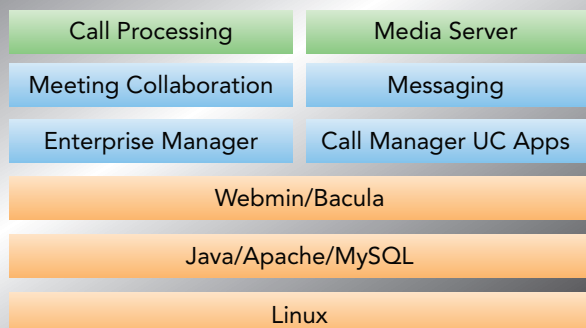 Call Processing
Media Server
Meeting Collaboration
Messaging
Enterprise Manager
Call Manager UC Apps
Webmin/Bacula
Java/Apache/MySQL
Linux